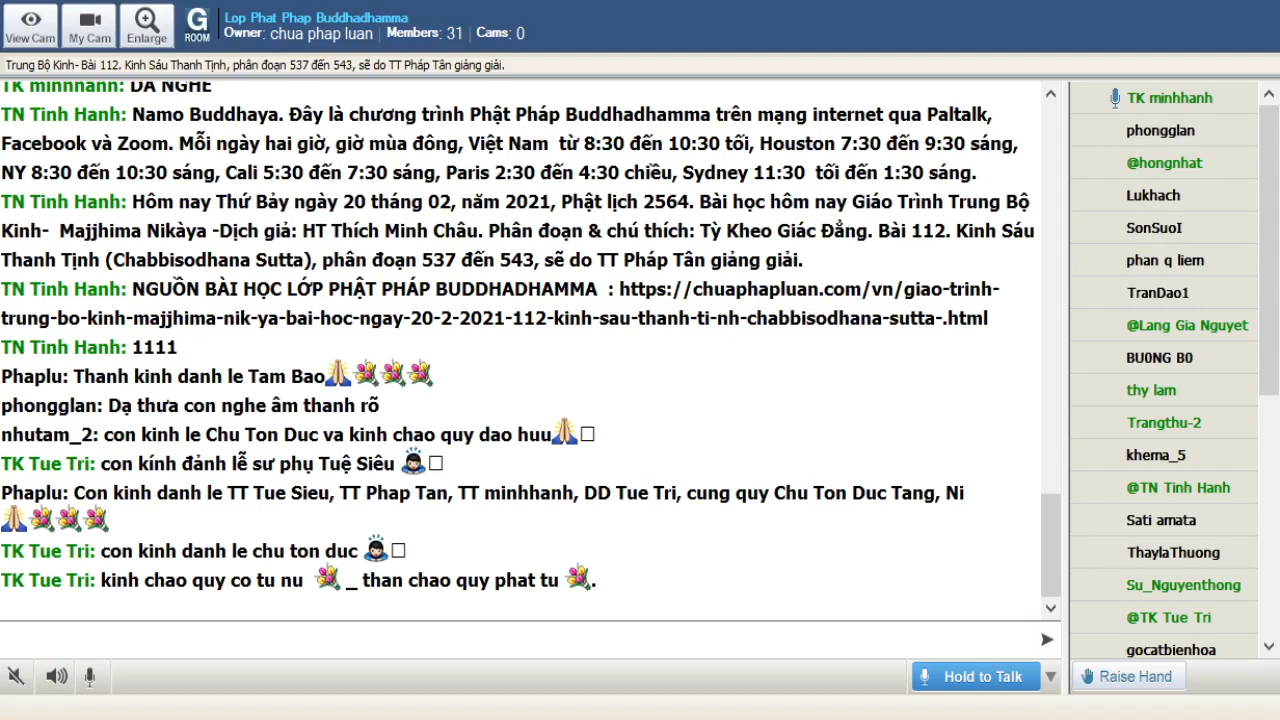 View Cam
My Cam
Enlarge
G ROOM
Lop Phat Phap Buddhadhamma
Owner: chua phap luan | Members: 31 | Cams: 0
Trung Bộ Kinh- Bài 112. Kinh Sáu Thanh Tịnh, phân đoạn 537 đến 543, sẽ do TT Pháp Tân giảng giải.
TK minhhanh: DA NGHE
TN Tinh Hanh: Namo Buddhaya. Đây là chương trình Phật Pháp Buddhadhamma trên mạng internet qua Paltalk,
Facebook và Zoom. Mỗi ngày hai giờ, giờ mùa đông, Việt Nam từ 8:30 đến 10:30 tối, Houston 7:30 đến 9:30 sáng,
NY 8:30 đến 10:30 sáng, Cali 5:30 đến 7:30 sáng, Paris 2:30 đến 4:30 chiều, Sydney 11:30 tối đến 1:30 sáng.
TN Tinh Hanh: Hôm nay Thứ Bảy ngày 20 tháng 02, năm 2021, Phật lịch 2564. Bài học hôm nay Giáo Trình Trung Bộ
Kinh- Majjhima Nikàya -Dịch giả: HT Thích Minh Châu. Phân đoạn & chú thích: Tỳ Kheo Giác Đẳng. Bài 112. Kinh Sáu
Thanh Tịnh (Chabbisodhana Sutta), phân đoạn 537 đến 543, sẽ do TT Pháp Tân giảng giải.
TN Tinh Hanh: NGUỒN BÀI HỌC LỚP PHẬT PHÁP BUDDHADHAMMA : https://chuaphapluan.com/vn/giao-trinh-
trung-bo-kinh-majjhima-nik-ya-bai-hoc-ngay-20-2-2021-112-kinh-sau-thanh-ti-nh-chabbisodhana-sutta-.html
TN Tinh Hanh: 1111
Phaplu: Thanh kinh danh le Tam Bao
phongglan: Dạ thưa con nghe âm thanh rõ
nhutam_2: con kinh le Chu Ton Duc va kinh chao quy dao huu
TK Tue Tri: con kính đảnh lễ sư phụ Tuệ Siêu
Phaplu: Con kinh danh le TT Tue Sieu, TT Phap Tan, TT minhhanh, DD Tue Tri, cung quy Chu Ton Duc Tang, Ni
TK Tue Tri: con kinh danh le chu ton duc
TK Tue Tri: kinh chao quy co tu nu _ than chao quy phat tu .
Hold to Talk
TK minhhanh
phongglan
@hongnhat
Lukhach
SonSuoI
phan q liem
TranDao1
@Lang Gia Nguyet
BU0NG B0
thy lam
Trangthu-2
khema_5
@TN Tinh Hanh
Sati amata
ThaylaThuong
Su_Nguyenthong
@TK Tue Tri
gocatbienhoa
Raise Hand